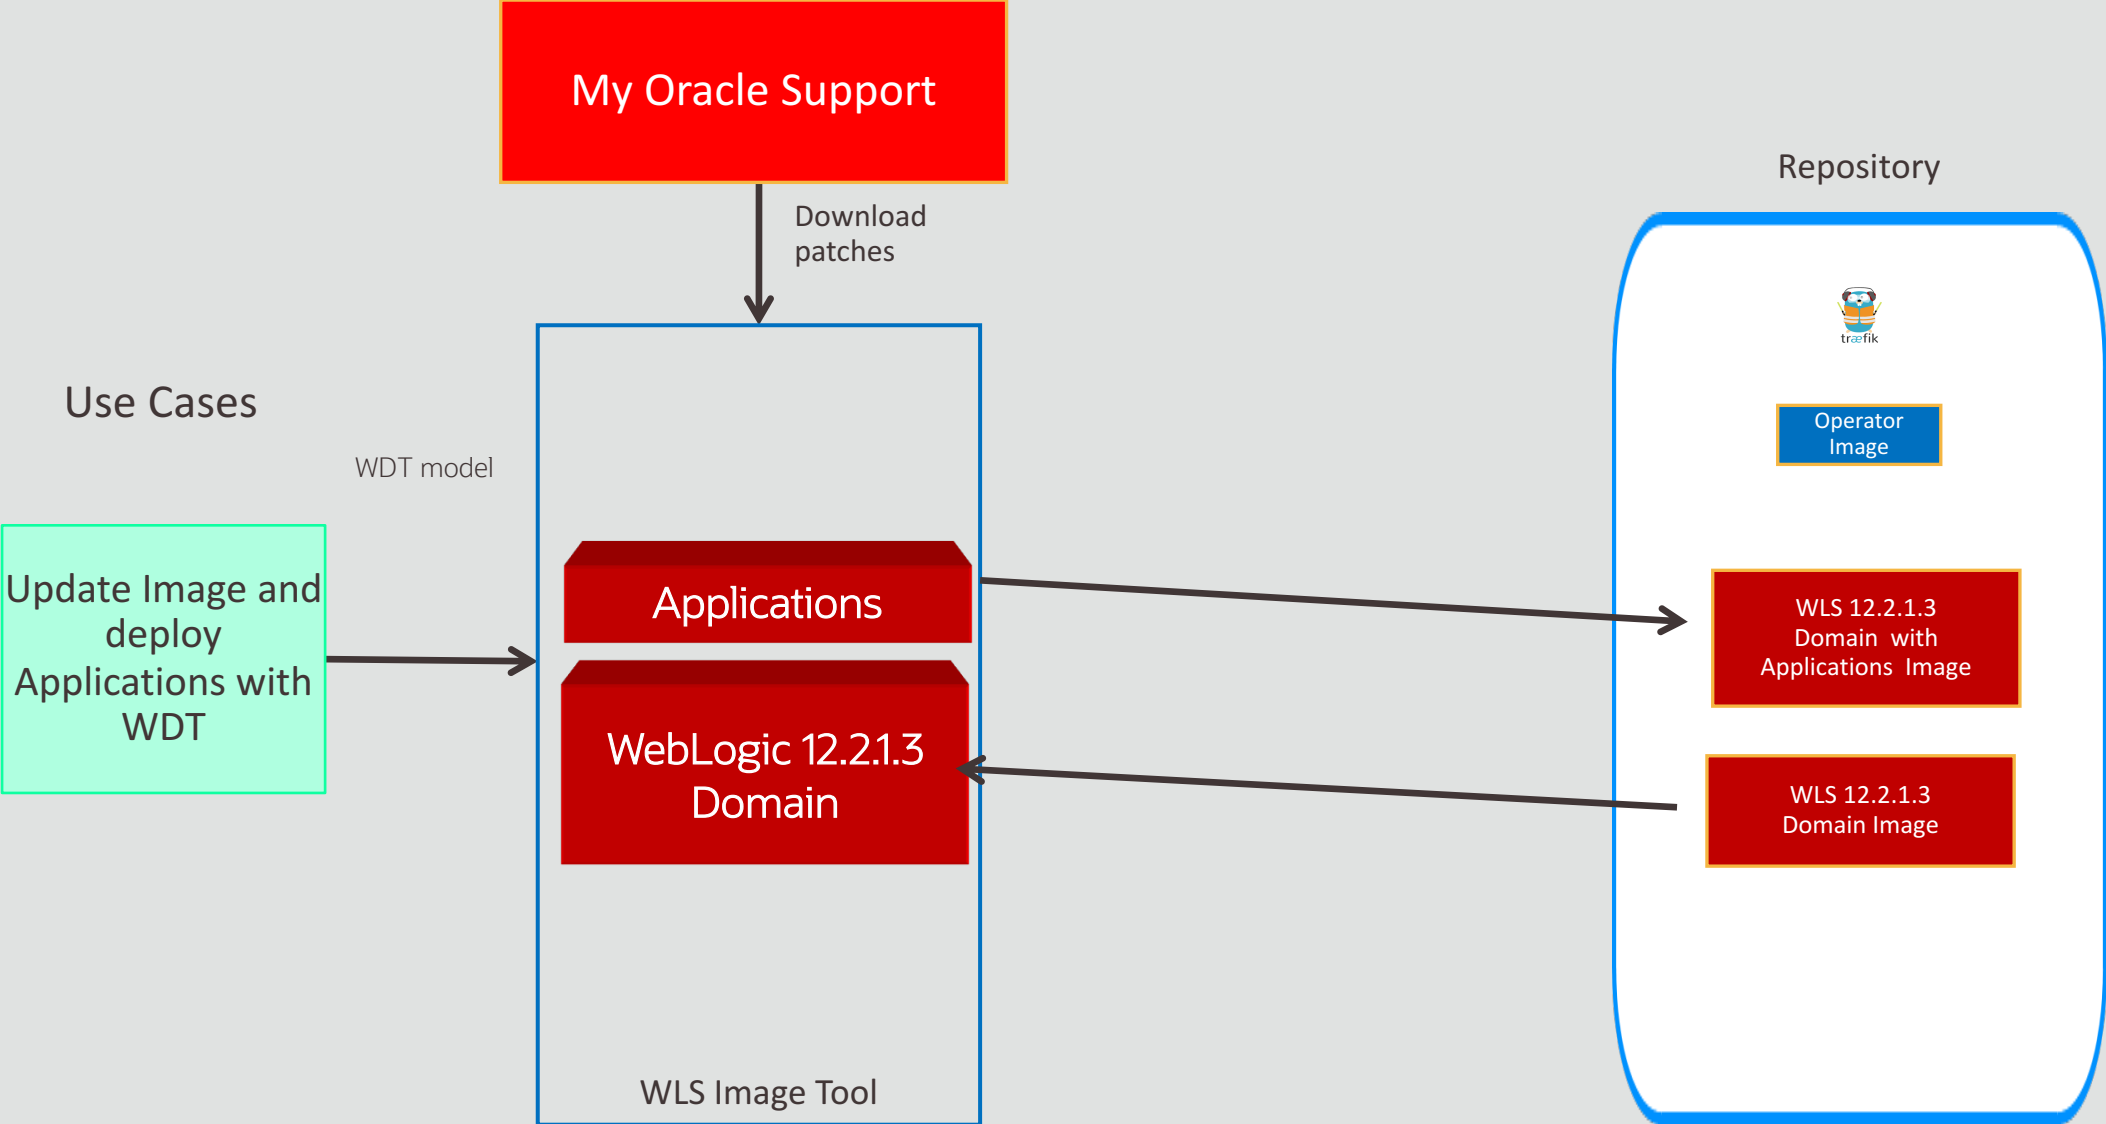 My Oracle Support
Download
patches
Repository
træfik
Use Cases
WDT model
Operator
Image
Update Image and
deploy
Applications with
WDT
Applications
WebLogic 12.2.1.3
Domain
WLS 12.2.1.3
Domain with
Applications Image
WLS 12.2.1.3
Domain Image
WLS Image Tool